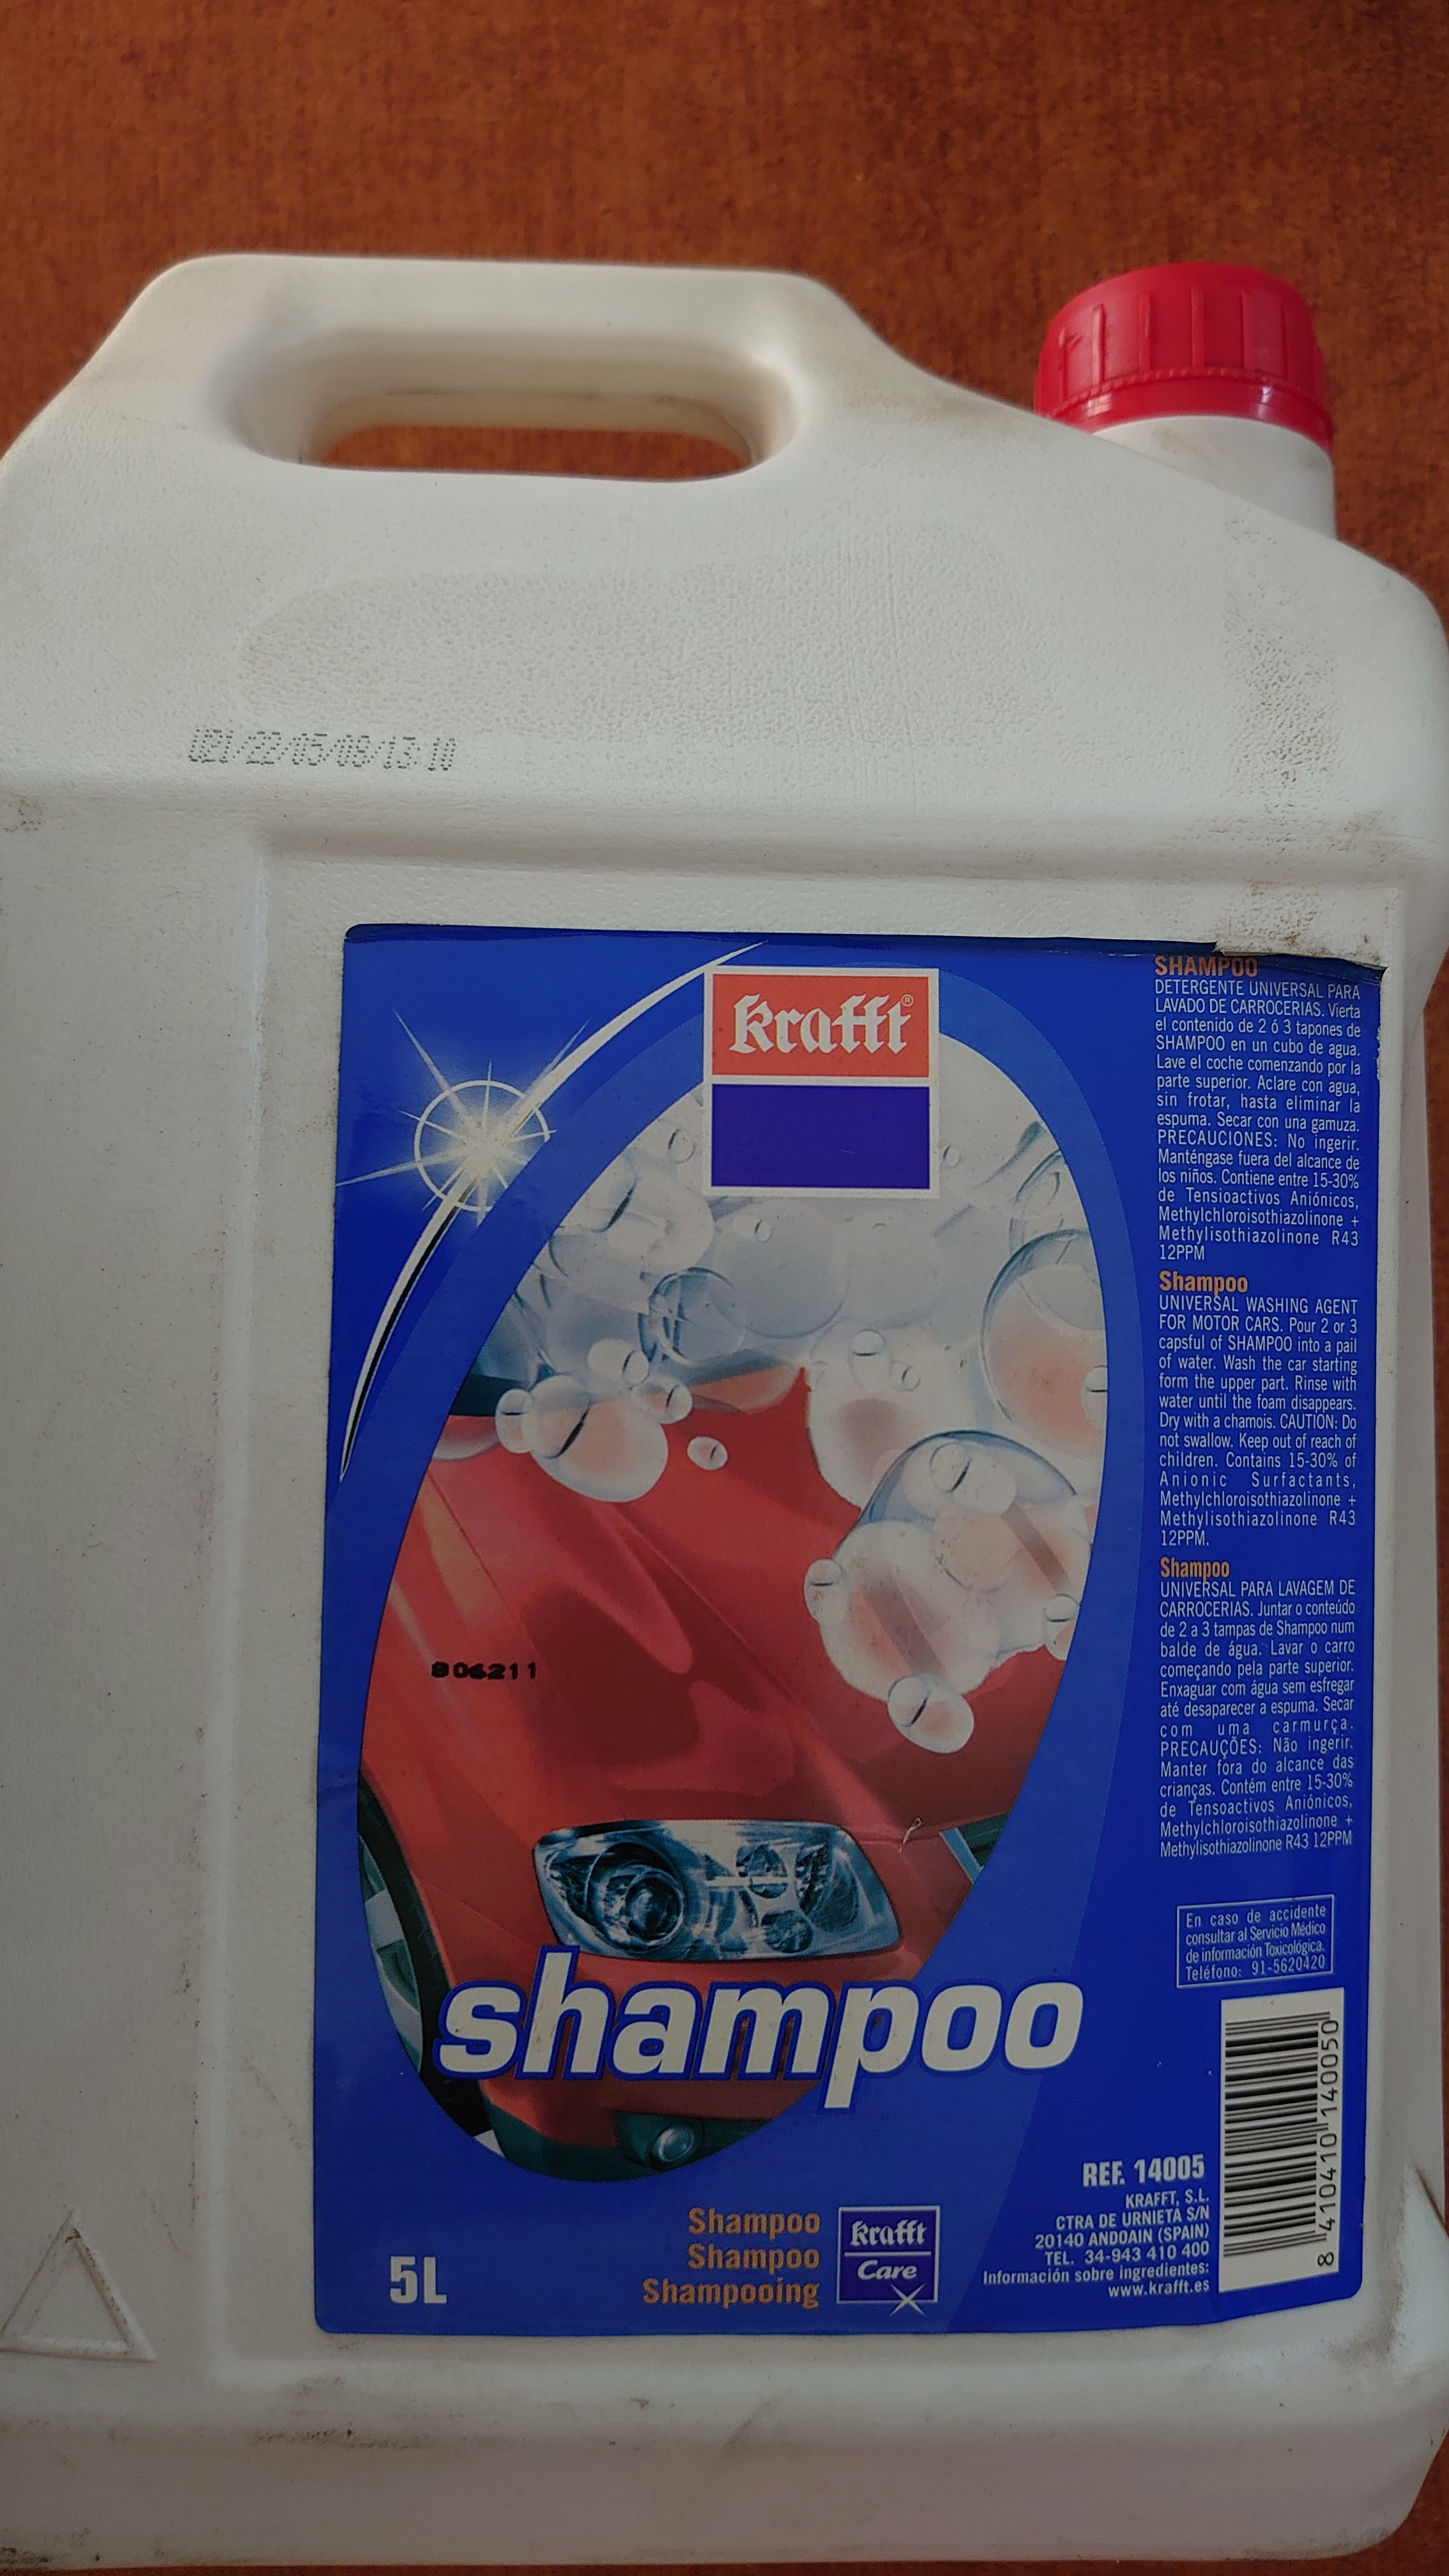 U21/22/05/08/13:10
krafft®
SHAMPOO
DETERGENTE UNIVERSAL PARA
LAVADO DE CARROCERIAS. Vierta
el contenido de 2 ó 3 tapones de
SHAMPOO en un cubo de agua.
Lave el coche comenzando por la
parte superior. Aclare con agua,
sin frotar, hasta eliminar la
espuma. Secar con una gamuza.
PRECAUCIONES: No ingerir.
Manténgase fuera del alcance de
los niños. Contiene entre 15-30%
de Tensioactivos Aniónicos,
Methylchloroisothiazolinone +
Methylisothiazolinone R43
12PPM
Shampoo
UNIVERSAL WASHING AGENT
FOR MOTOR CARS. Pour 2 or 3
capsful of SHAMPOO into a pail
of water. Wash the car starting
form the upper part. Rinse with
water until the foam disappears.
Dry with a chamois. CAUTION: Do
not swallow. Keep out of reach of
children. Contains 15-30% of
Anionic Surfactants,
Methylchloroisothiazolinone +
Methylisothiazolinone R43
12PPM.
Shampoo
UNIVERSAL PARA LAVAGEM DE
CARROCERIAS. Juntar o conteúdo
de 2 a 3 tampas de Shampoo num
balde de água. Lavar o carro
começando pela parte superior.
Enxaguar com água sem esfregar
até desaparecer a espuma. Secar
com uma carmurça.
PRECAUÇÕES: Não ingerir.
Manter fora do alcance das
crianças. Contém entre 15-30%
de Tensoactivos Aniónicos,
Methylchloroisothiazolinone +
Methylisothiazolinone R43 12PPM
806211
En caso de accidente
consultar al Servicio Médico
de información Toxicológica.
Teléfono: 91-5620420
shampoo
8 410410 140050
REF. 14005
KRAFFT, S.L.
CTRA DE URNIETA S/N
20140 ANDOAIN (SPAIN)
TEL. 34-943 410 400
Información sobre ingredientes:
www.krafft.es
Shampoo
Shampoo
Shampooing
krafft
Care
5L